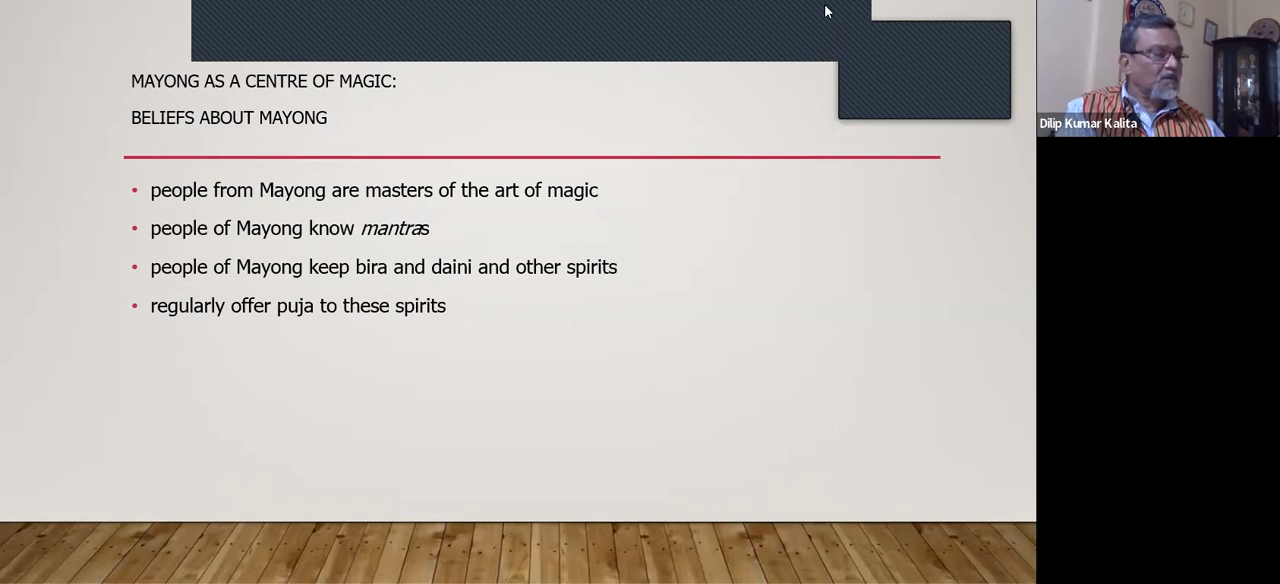 MAYONG AS A CENTRE OF MAGIC:
BELIEFS ABOUT MAYONG
• people from Mayong are masters of the art of magic
• people of Mayong know mantras
• people of Mayong keep bira and daini and other spirits
• regularly offer puja to these spirits
Dilip Kumar Kalita